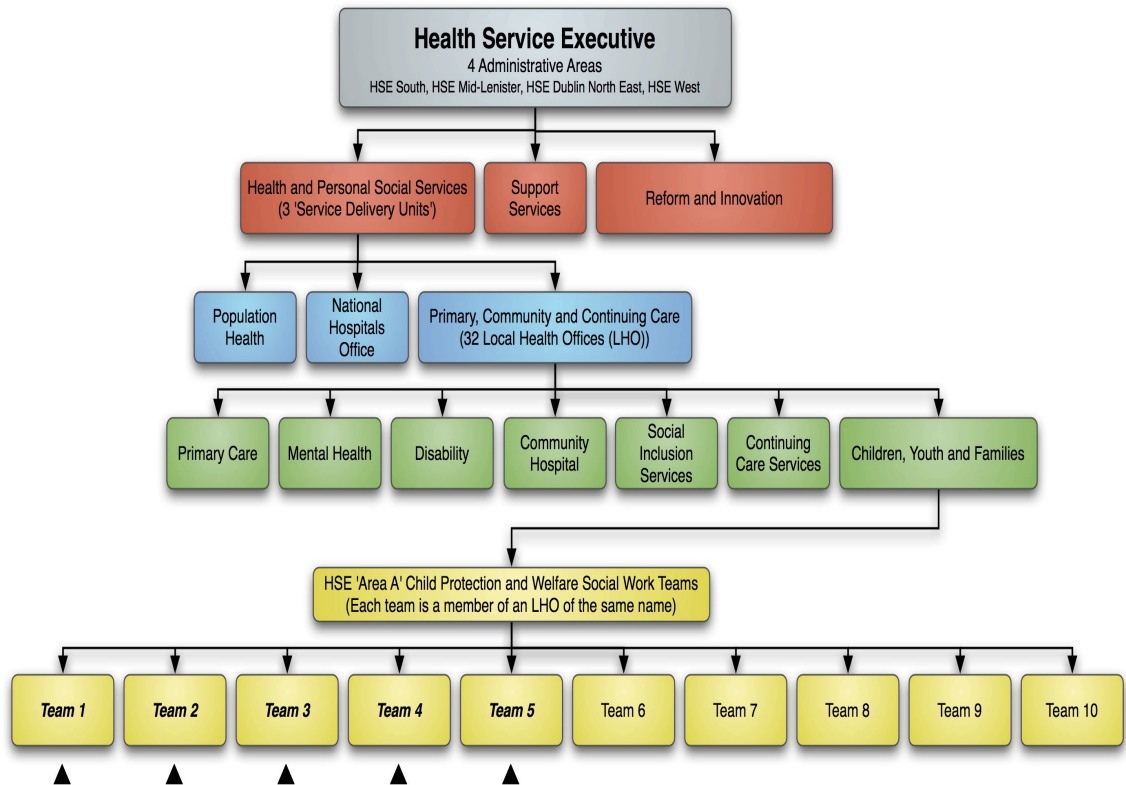 Health Service Executive
4 Administrative Areas
HSE South, HSE Mid-Lenister, HSE Dublin North East, HSE West
Health and Personal Social Services
(3 'Service Delivery Units')
Support
Services
Reform and Innovation
Population
Health
National
Hospitals
Office
Primary, Community and Continuing Care
(32 Local Health Offices (LHO))
Primary Care
Mental Health
Disability
Community
Hospital
Social
Inclusion
Services
Continuing
Care Services
Children, Youth and Families
HSE 'Area A' Child Protection and Welfare Social Work Teams
(Each team is a member of an LHO of the same name)
Team 1
Team 2
Team 3
Team 4
Team 5
Team 6
Team 7
Team 8
Team 9
Team 10